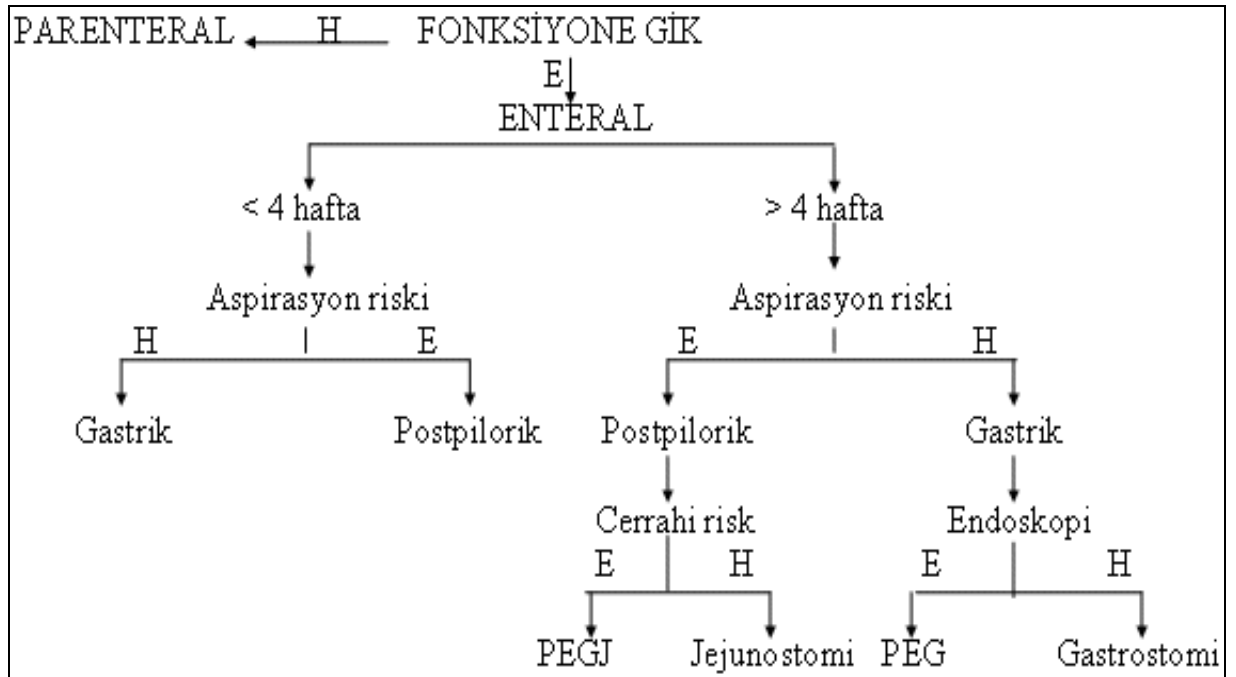 PARENTERAL H FONKSİYONE GİK
E
ENTERAL
< 4 hafta > 4 hafta
Aspirasyon riski Aspirasyon riski
H E E H
Gastrik Postpilorik Postpilorik Gastrik
Cerrahi risk Endoskopi
E H E H
PEGJ Jejunostomi PEG Gastrostomi